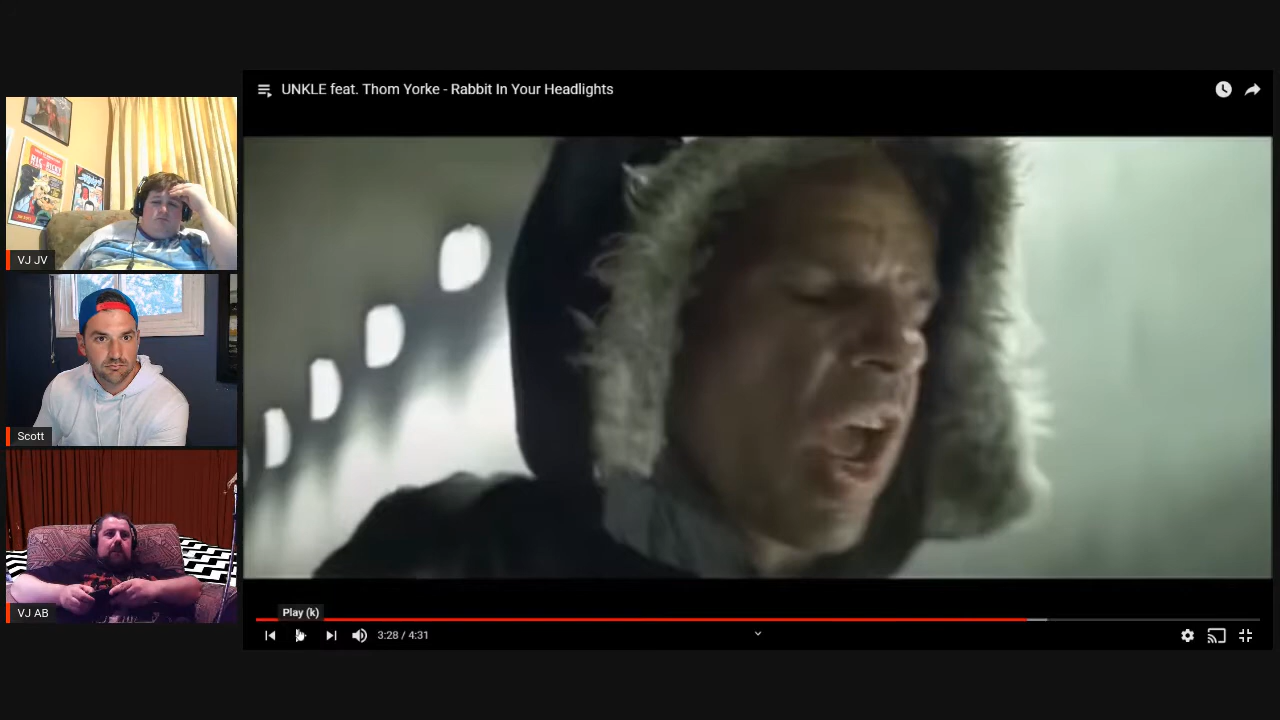 UNKLE feat. Thom Yorke - Rabbit In Your Headlights
VJ JV
Scott
VJ AB
Play (k)
3:28 / 4:31